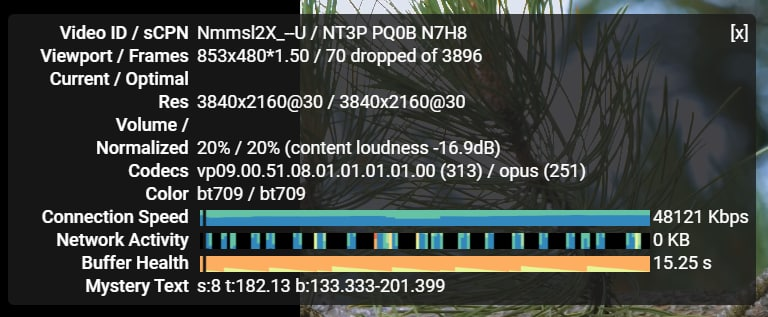 Video ID / sCPN Nmmsl2X_--U / NT3P PQ0B N7H8 [x]
Viewport / Frames 853x480*1.50 / 70 dropped of 3896
Current / Optimal
Res 3840x2160@30 / 3840x2160@30
Volume /
Normalized 20% / 20% (content loudness -16.9dB)
Codecs vp09.00.51.08.01.01.01.01.00 (313) / opus (251)
Color bt709 / bt709
Connection Speed 48121 Kbps
Network Activity 0 KB
Buffer Health 15.25 s
Mystery Text s:8 t:182.13 b:133.333-201.399